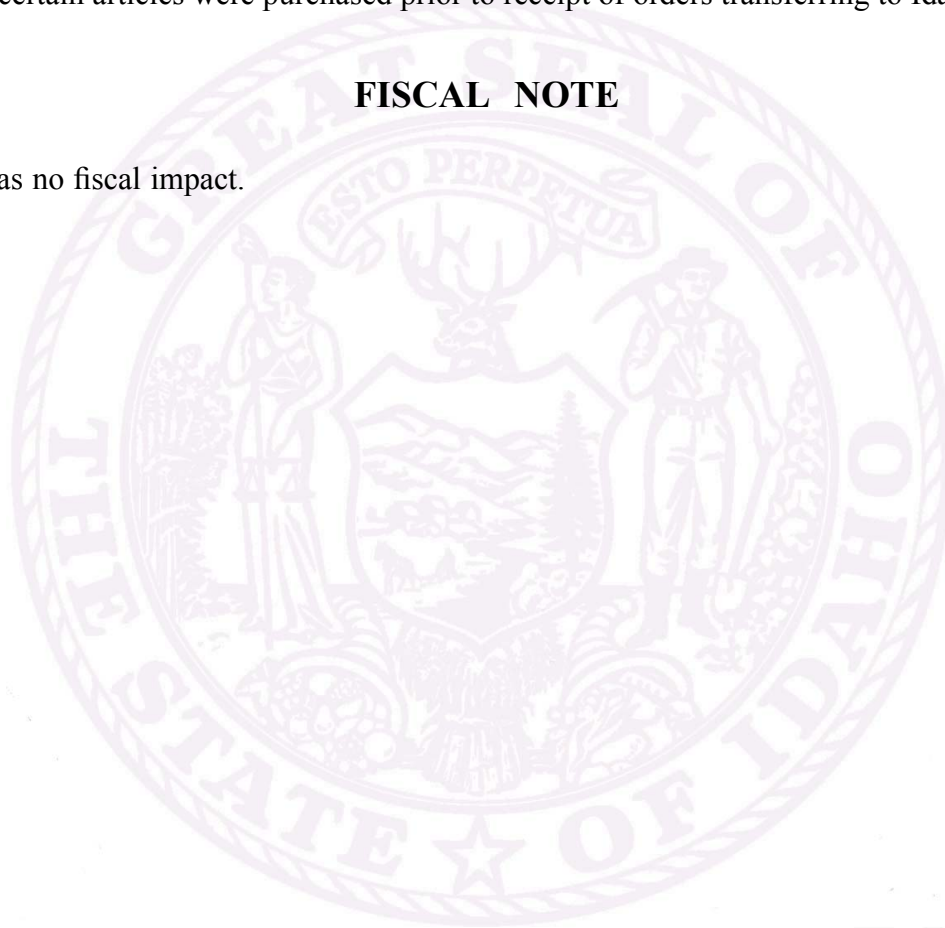 certain articles were purchased prior to receipt of orders transferring to
FISCAL NOTE
as no fiscal impact.
GREAT SEAL OF
ESTO PERPETUA
THE STATE OF IDAHO